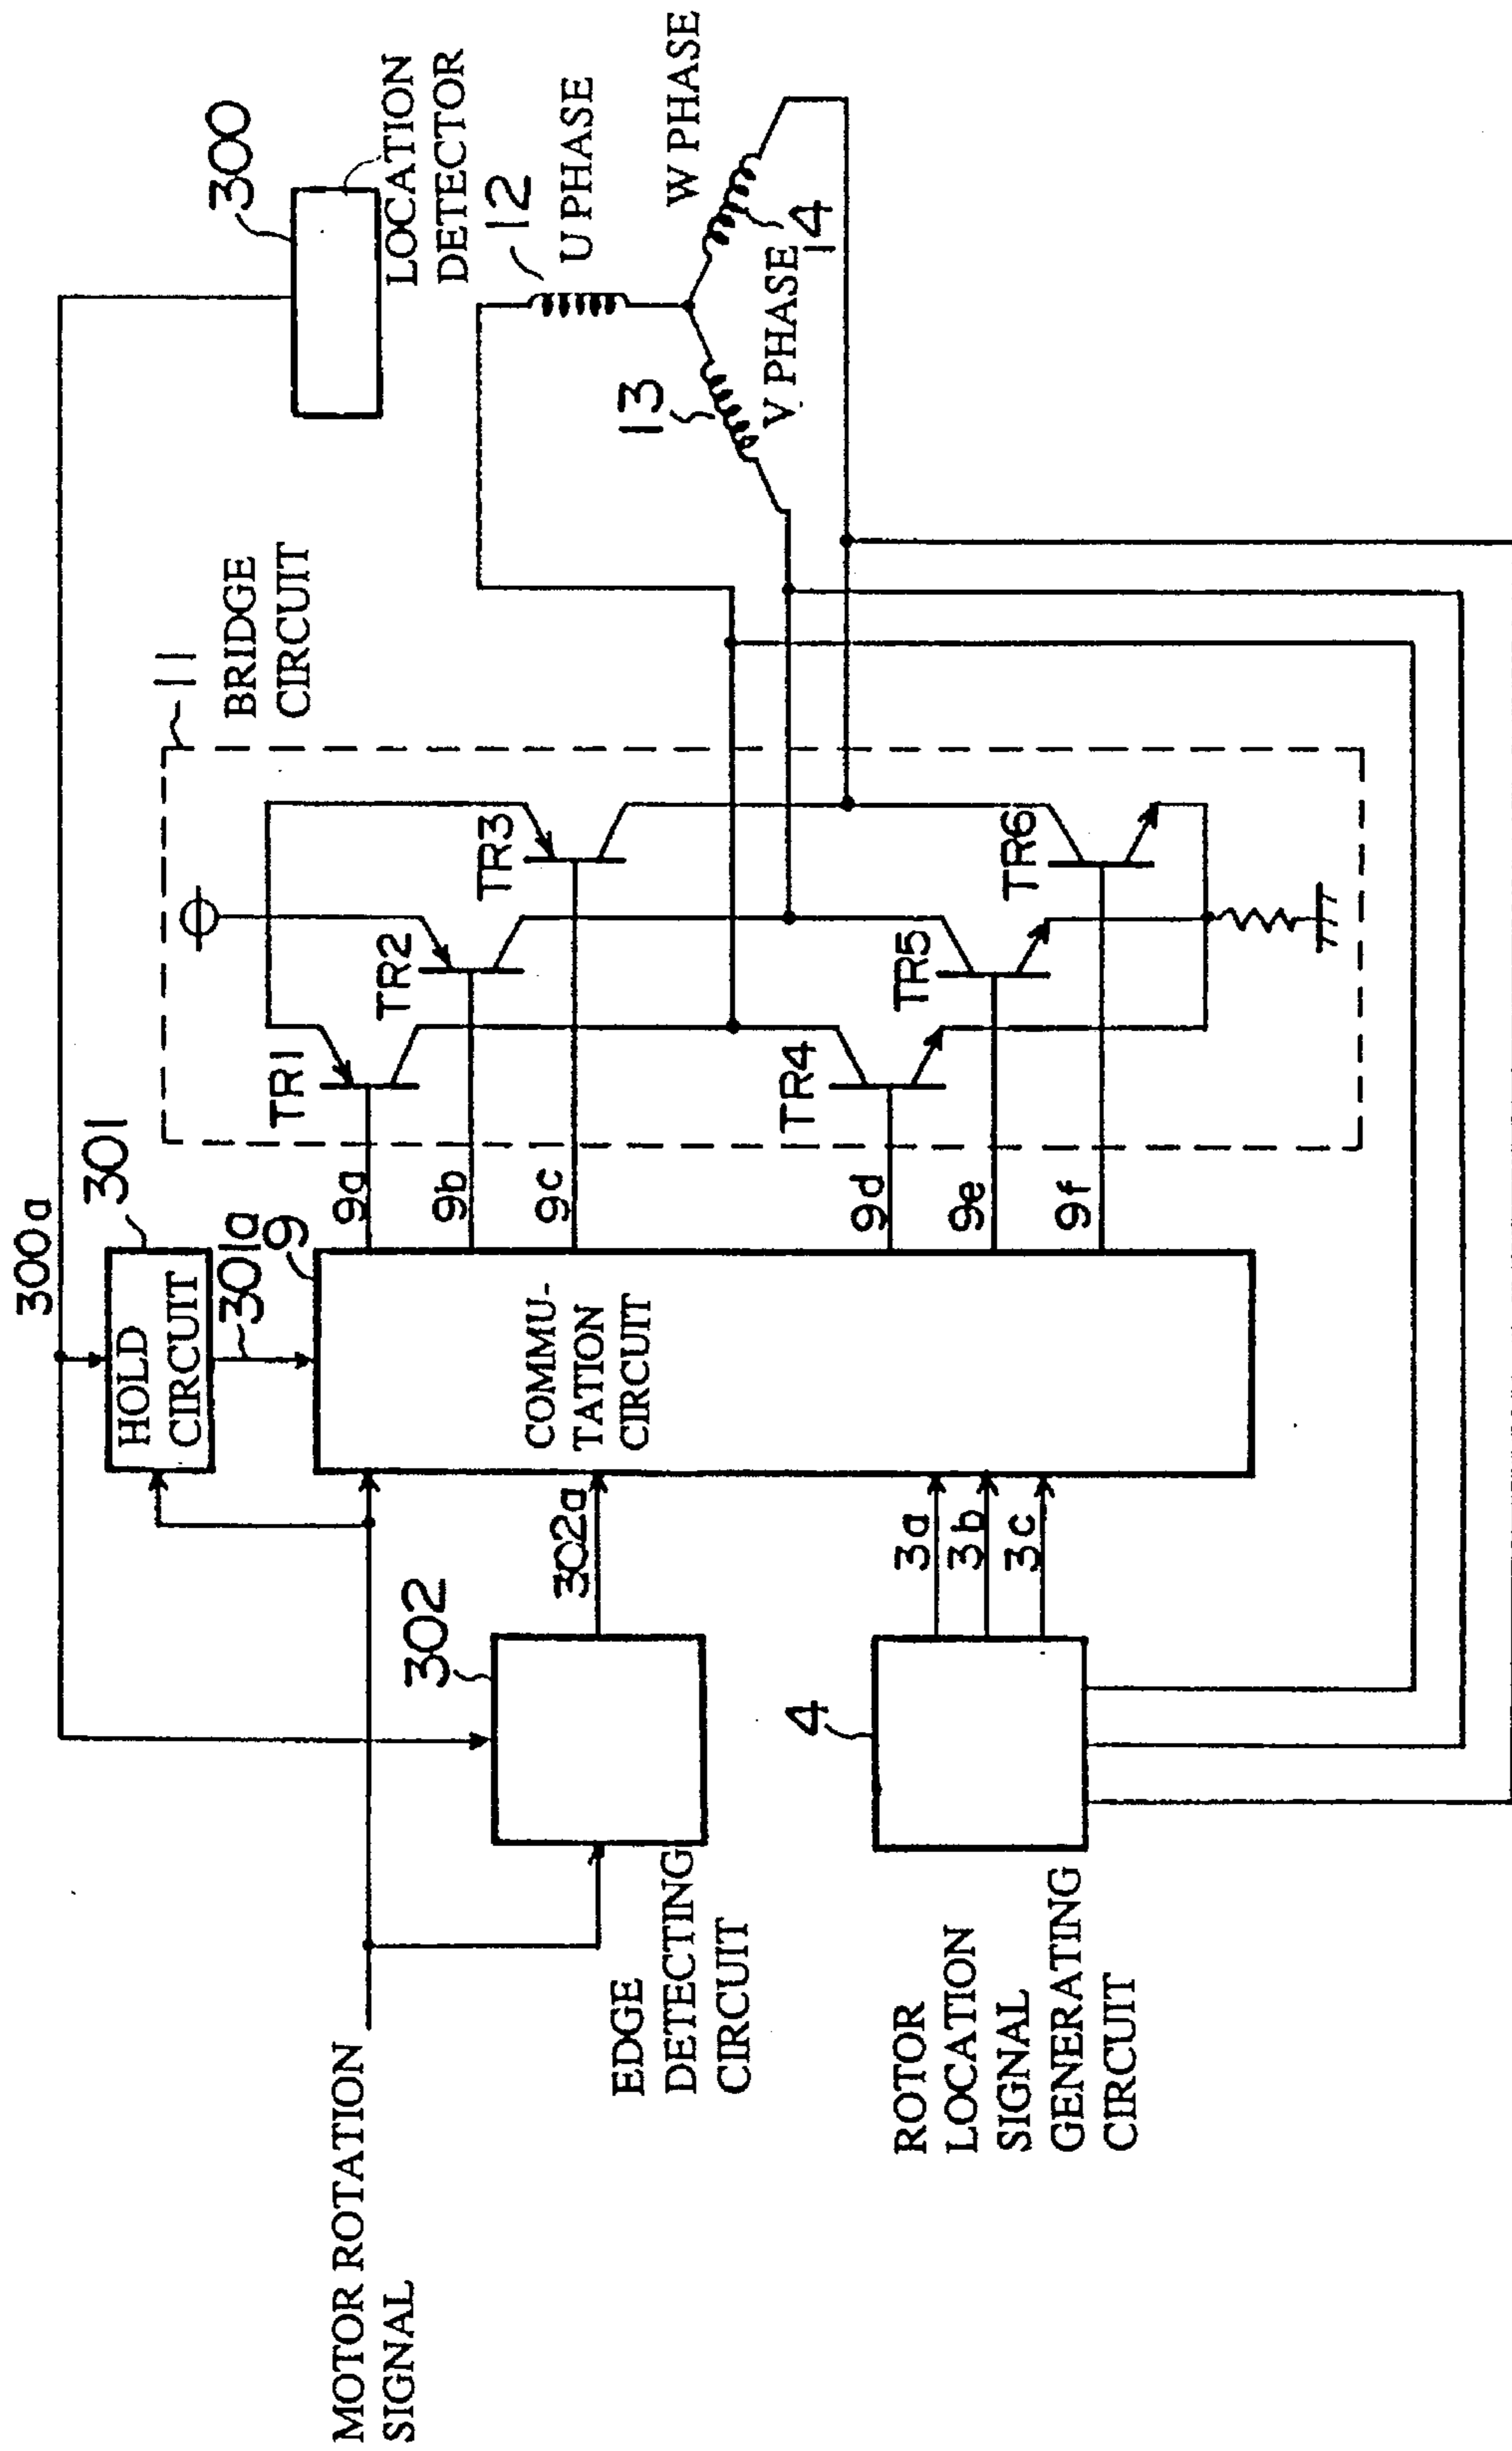 300a
300
LOCATION
DETECTOR
301
HOLD
CIRCUIT
301a
9
11
BRIDGE
CIRCUIT
12
U PHASE
W PHASE
14
13
V PHASE
TR1
TR2
TR3
TR4
TR5
TR6
9a
9b
9c
9d
9e
9f
COMMU-
TATION
CIRCUIT
MOTOR ROTATION
SIGNAL
302
302a
EDGE
DETECTING
CIRCUIT
4
3a
3b
3c
ROTOR
LOCATION
SIGNAL
GENERATING
CIRCUIT